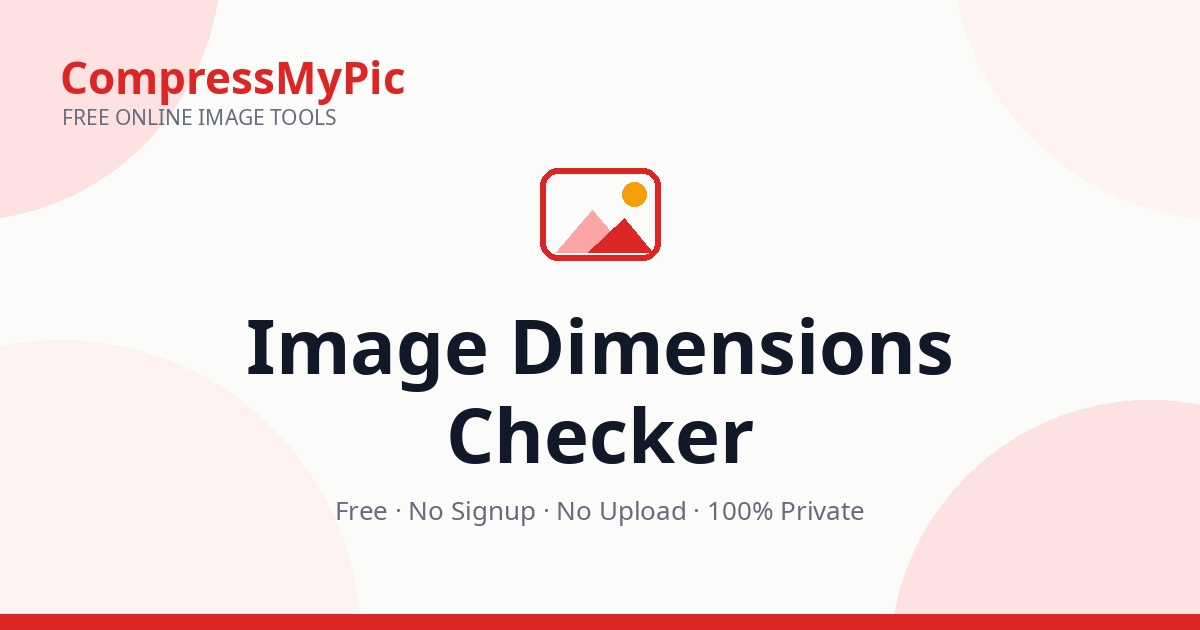 CompressMyPic
FREE ONLINE IMAGE TOOLS
Image Dimensions
Checker
Free · No Signup · No Upload · 100% Private